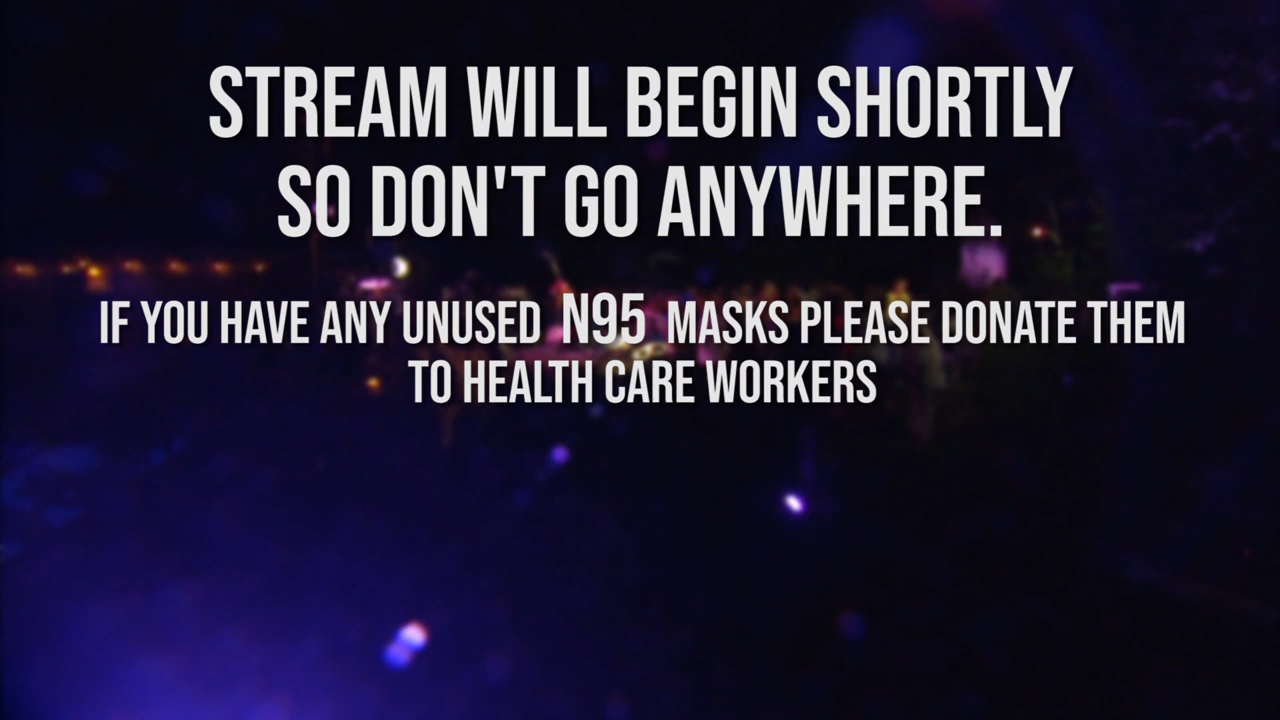 STREAM WILL BEGIN SHORTLY
SO DON'T GO ANYWHERE.
IF YOU HAVE ANY UNUSED N95 MASKS PLEASE DONATE THEM
TO HEALTH CARE WORKERS